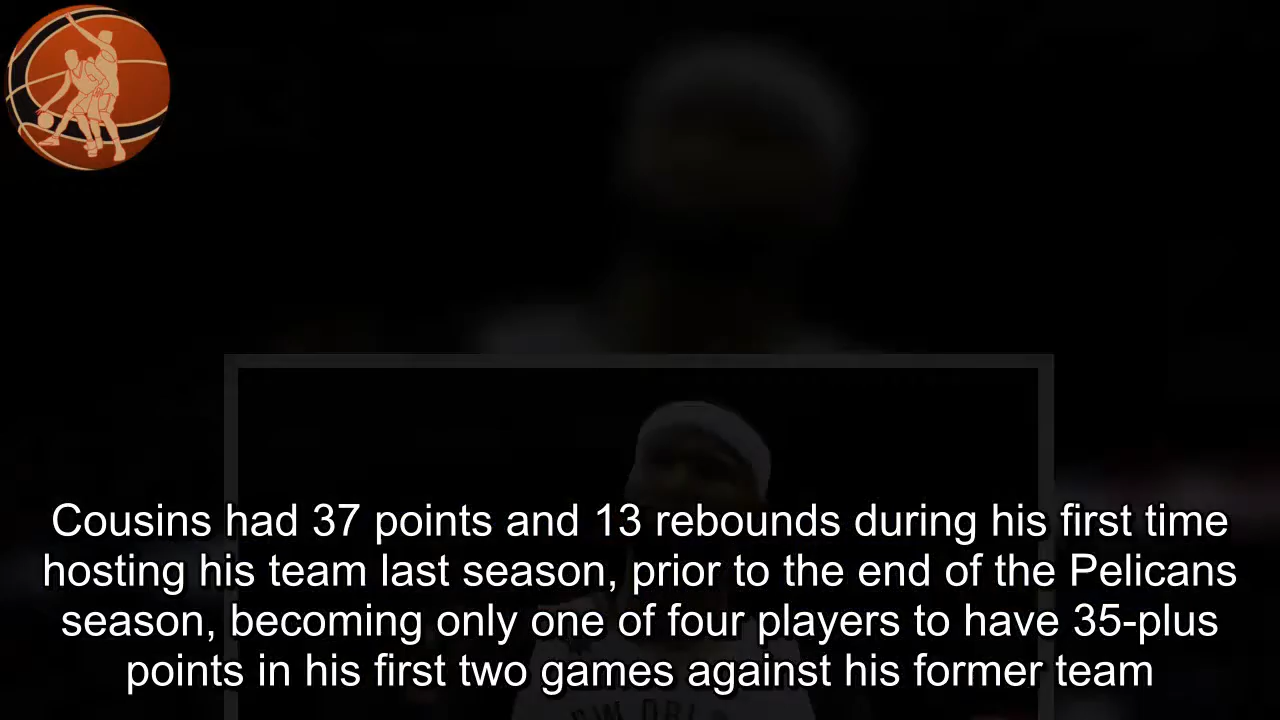 Cousins had 37 points and 13 rebounds during his first time
hosting his team last season, prior to the end of the Pelicans
season, becoming only one of four players to have 35-plus
points in his first two games against his former team